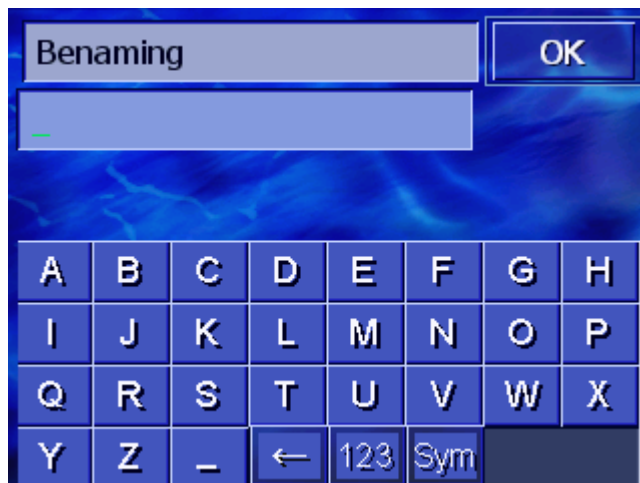 Benaming
OK
_
A B C D E F G H
I J K L M N O P
Q R S T U V W X
Y Z _ ← 123 Sym